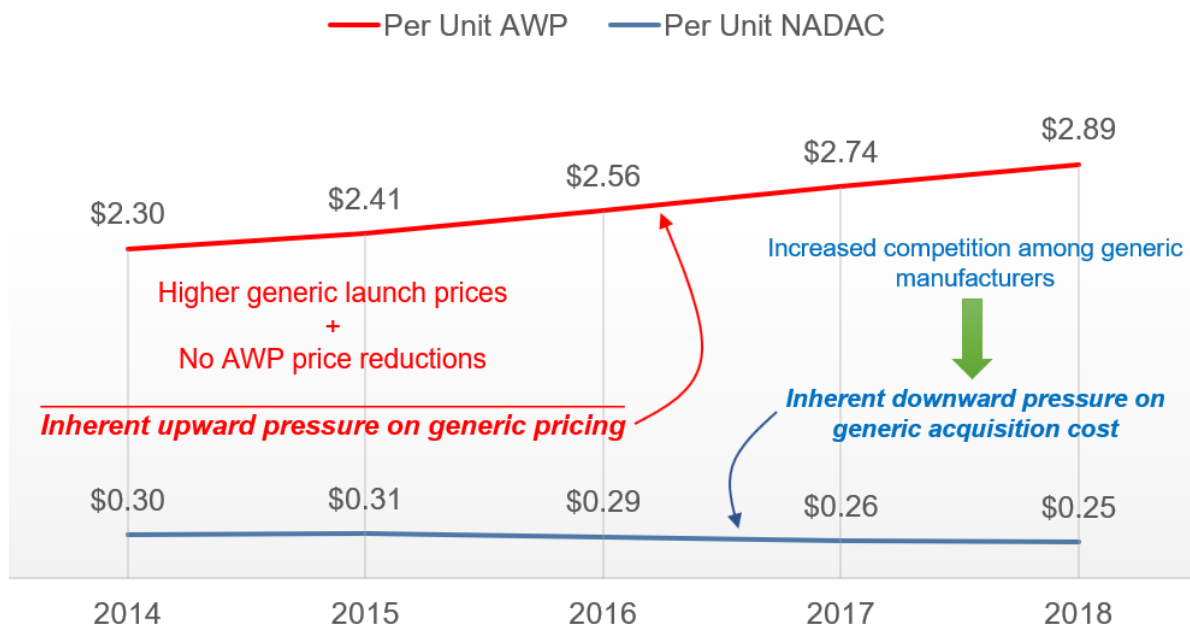 Per Unit AWP
Per Unit NADAC
$2.30
$2.41
$2.56
$2.74
$2.89
Higher generic launch prices
+
No AWP price reductions
Inherent upward pressure on generic pricing
Increased competition among generic
manufacturers
Inherent downward pressure on
generic acquisition cost
$0.30
$0.31
$0.29
$0.26
$0.25
2014
2015
2016
2017
2018